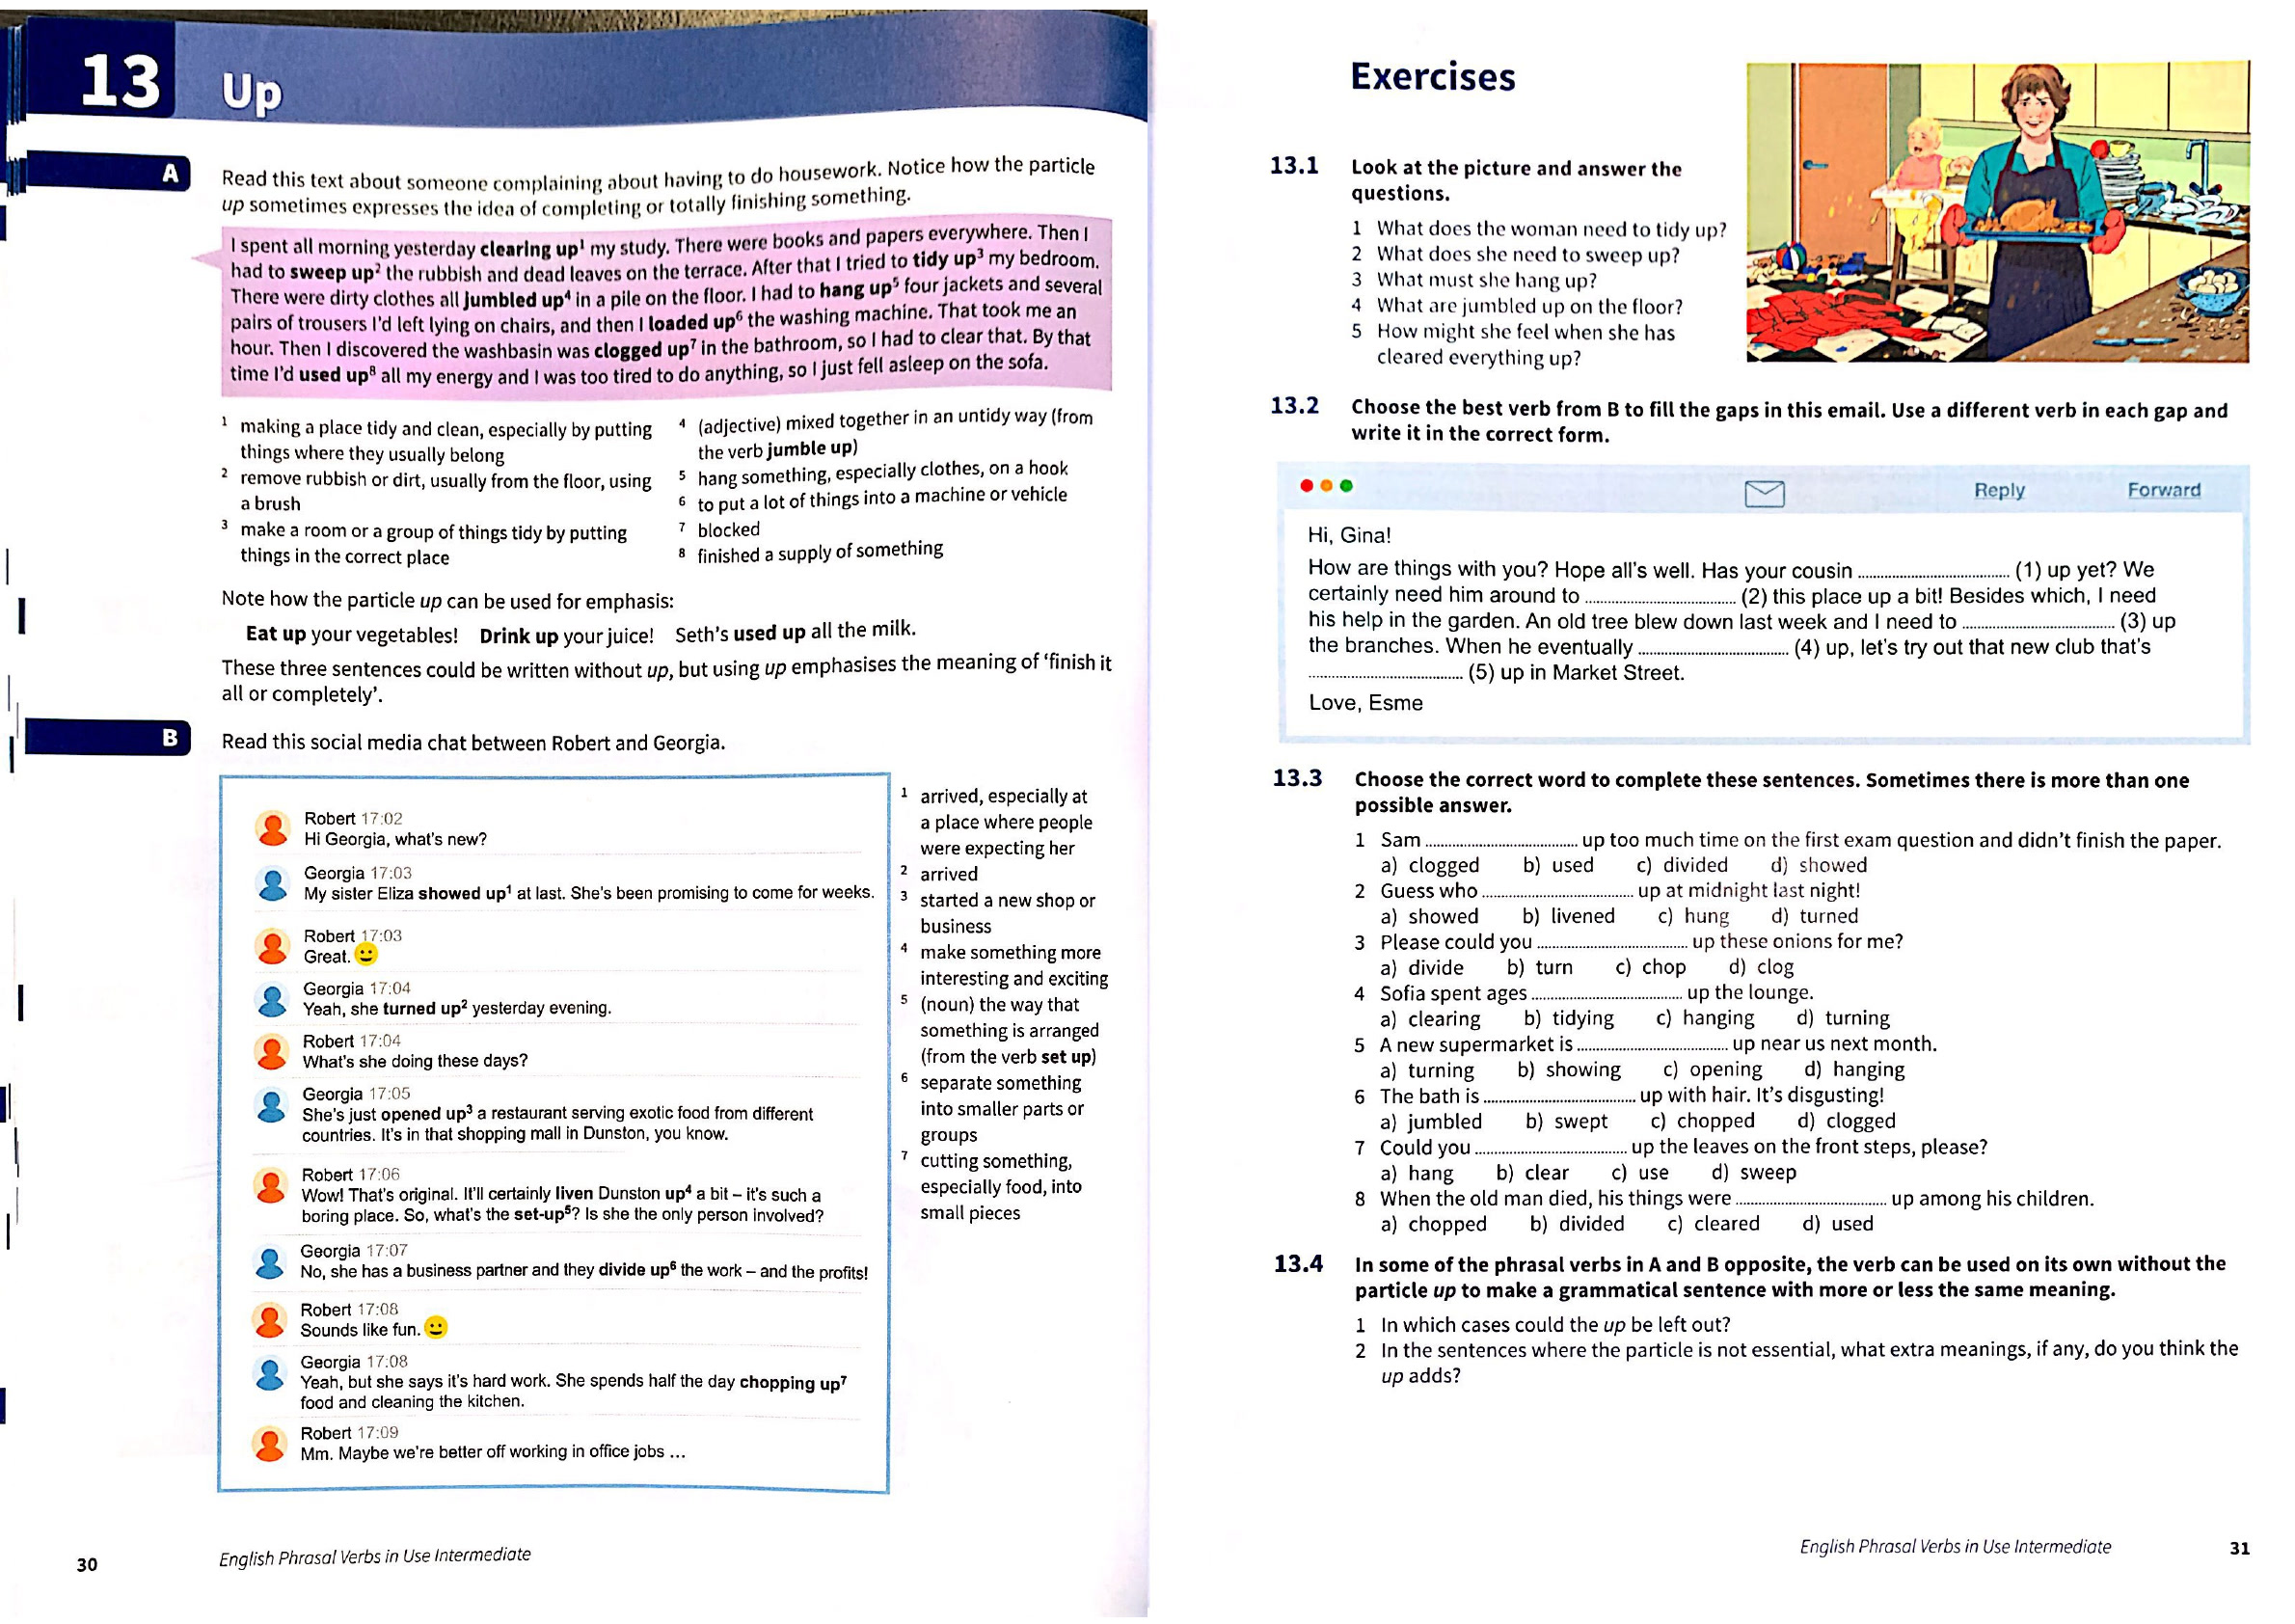 13
Up
A
Read this text about someone complaining about having to do housework. Notice how the particle
up sometimes expresses the idea of completing or totally finishing something.
I spent all morning yesterday clearing up¹ my study. There were books and papers everywhere. Then I
had to sweep up² the rubbish and dead leaves on the terrace. After that I tried to tidy up³ my bedroom.
There were dirty clothes all jumbled up⁴ in a pile on the floor. I had to hang up⁵ four jackets and several
pairs of trousers I'd left lying on chairs, and then I loaded up⁶ the washing machine. That took me an
hour. Then I discovered the washbasin was clogged up⁷ in the bathroom, so I had to clear that. By that
time I'd used up⁸ all my energy and I was too tired to do anything, so I just fell asleep on the sofa.
¹ making a place tidy and clean, especially by putting
things where they usually belong
² remove rubbish or dirt, usually from the floor, using
a brush
³ make a room or a group of things tidy by putting
things in the correct place
⁴ (adjective) mixed together in an untidy way (from
the verb jumble up)
⁵ hang something, especially clothes, on a hook
⁶ to put a lot of things into a machine or vehicle
⁷ blocked
⁸ finished a supply of something
Note how the particle up can be used for emphasis:
Eat up your vegetables! Drink up your juice! Seth's used up all the milk.
These three sentences could be written without up, but using up emphasises the meaning of 'finish it
all or completely'.
B
Read this social media chat between Robert and Georgia.
Robert 17:02
Hi Georgia, what's new?
Georgia 17:03
My sister Eliza showed up¹ at last. She's been promising to come for weeks.
Robert 17:03
Great.
Georgia 17:04
Yeah, she turned up² yesterday evening.
Robert 17:04
What's she doing these days?
Georgia 17:05
She's just opened up³ a restaurant serving exotic food from different
countries. It's in that shopping mall in Dunston, you know.
Robert 17:06
Wow! That's original. It'll certainly liven Dunston up⁴ a bit – it's such a
boring place. So, what's the set-up⁵? Is she the only person involved?
Georgia 17:07
No, she has a business partner and they divide up⁶ the work – and the profits!
Robert 17:08
Sounds like fun.
Georgia 17:08
Yeah, but she says it's hard work. She spends half the day chopping up⁷
food and cleaning the kitchen.
Robert 17:09
Mm. Maybe we're better off working in office jobs ...
¹ arrived, especially at
a place where people
were expecting her
² arrived
³ started a new shop or
business
⁴ make something more
interesting and exciting
⁵ (noun) the way that
something is arranged
(from the verb set up)
⁶ separate something
into smaller parts or
groups
⁷ cutting something,
especially food, into
small pieces
30
English Phrasal Verbs in Use Intermediate
Exercises
13.1 Look at the picture and answer the
questions.
1 What does the woman need to tidy up?
2 What does she need to sweep up?
3 What must she hang up?
4 What are jumbled up on the floor?
5 How might she feel when she has
cleared everything up?
13.2 Choose the best verb from B to fill the gaps in this email. Use a different verb in each gap and
write it in the correct form.
Reply Forward
Hi, Gina!
How are things with you? Hope all's well. Has your cousin .................... (1) up yet? We
certainly need him around to .................... (2) this place up a bit! Besides which, I need
his help in the garden. An old tree blew down last week and I need to .................... (3) up
the branches. When he eventually .................... (4) up, let's try out that new club that's
.................... (5) up in Market Street.
Love, Esme
13.3 Choose the correct word to complete these sentences. Sometimes there is more than one
possible answer.
1 Sam .................... up too much time on the first exam question and didn't finish the paper.
a) clogged b) used c) divided d) showed
2 Guess who .................... up at midnight last night!
a) showed b) livened c) hung d) turned
3 Please could you .................... up these onions for me?
a) divide b) turn c) chop d) clog
4 Sofia spent ages .................... up the lounge.
a) clearing b) tidying c) hanging d) turning
5 A new supermarket is .................... up near us next month.
a) turning b) showing c) opening d) hanging
6 The bath is .................... up with hair. It's disgusting!
a) jumbled b) swept c) chopped d) clogged
7 Could you .................... up the leaves on the front steps, please?
a) hang b) clear c) use d) sweep
8 When the old man died, his things were .................... up among his children.
a) chopped b) divided c) cleared d) used
13.4 In some of the phrasal verbs in A and B opposite, the verb can be used on its own without the
particle up to make a grammatical sentence with more or less the same meaning.
1 In which cases could the up be left out?
2 In the sentences where the particle is not essential, what extra meanings, if any, do you think the
up adds?
English Phrasal Verbs in Use Intermediate
31